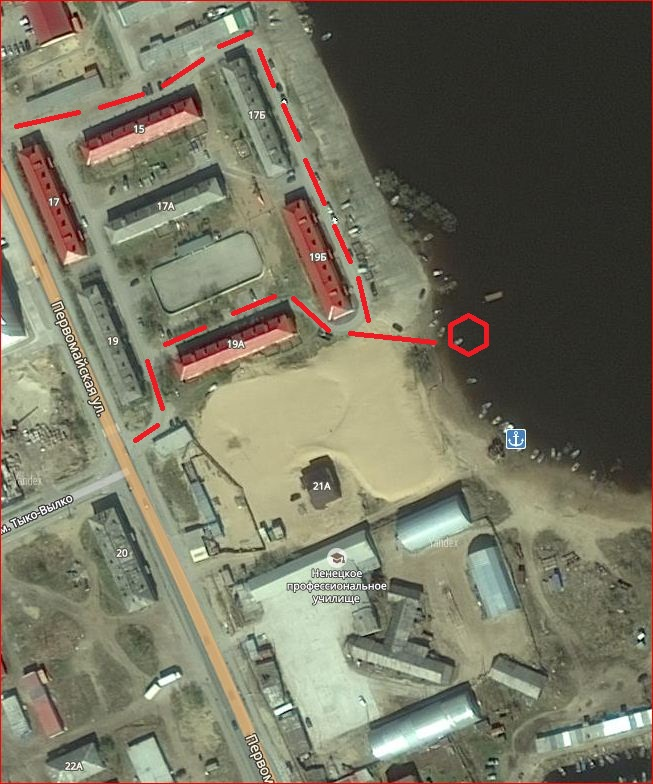 15
17Б
17
17А
19Б
19
19А
Первомайская ул.
21А
Yandex
м. Тыко-Вылко
20
Yandex
Ненецкое
профессиональное
училище
22А
Первом